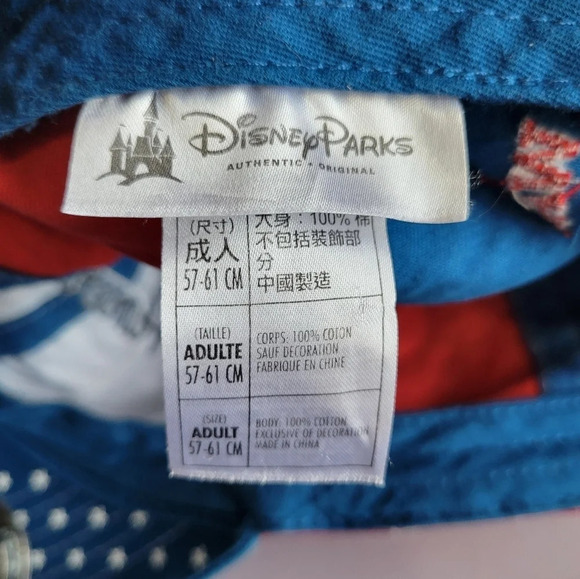 DISNEY PARKS
AUTHENTIC • ORIGINAL
(尺寸)
成人
57-61 CM
大身：100% 棉
不包括裝飾部
分
中國製造
(TAILLE)
ADULTE
57-61 CM
CORPS: 100% COTON
SAUF DECORATION
FABRIQUE EN CHINE
(SIZE)
ADULT
57-61 CM
BODY: 100% COTTON
EXCLUSIVE OF DECORATION
MADE IN CHINA